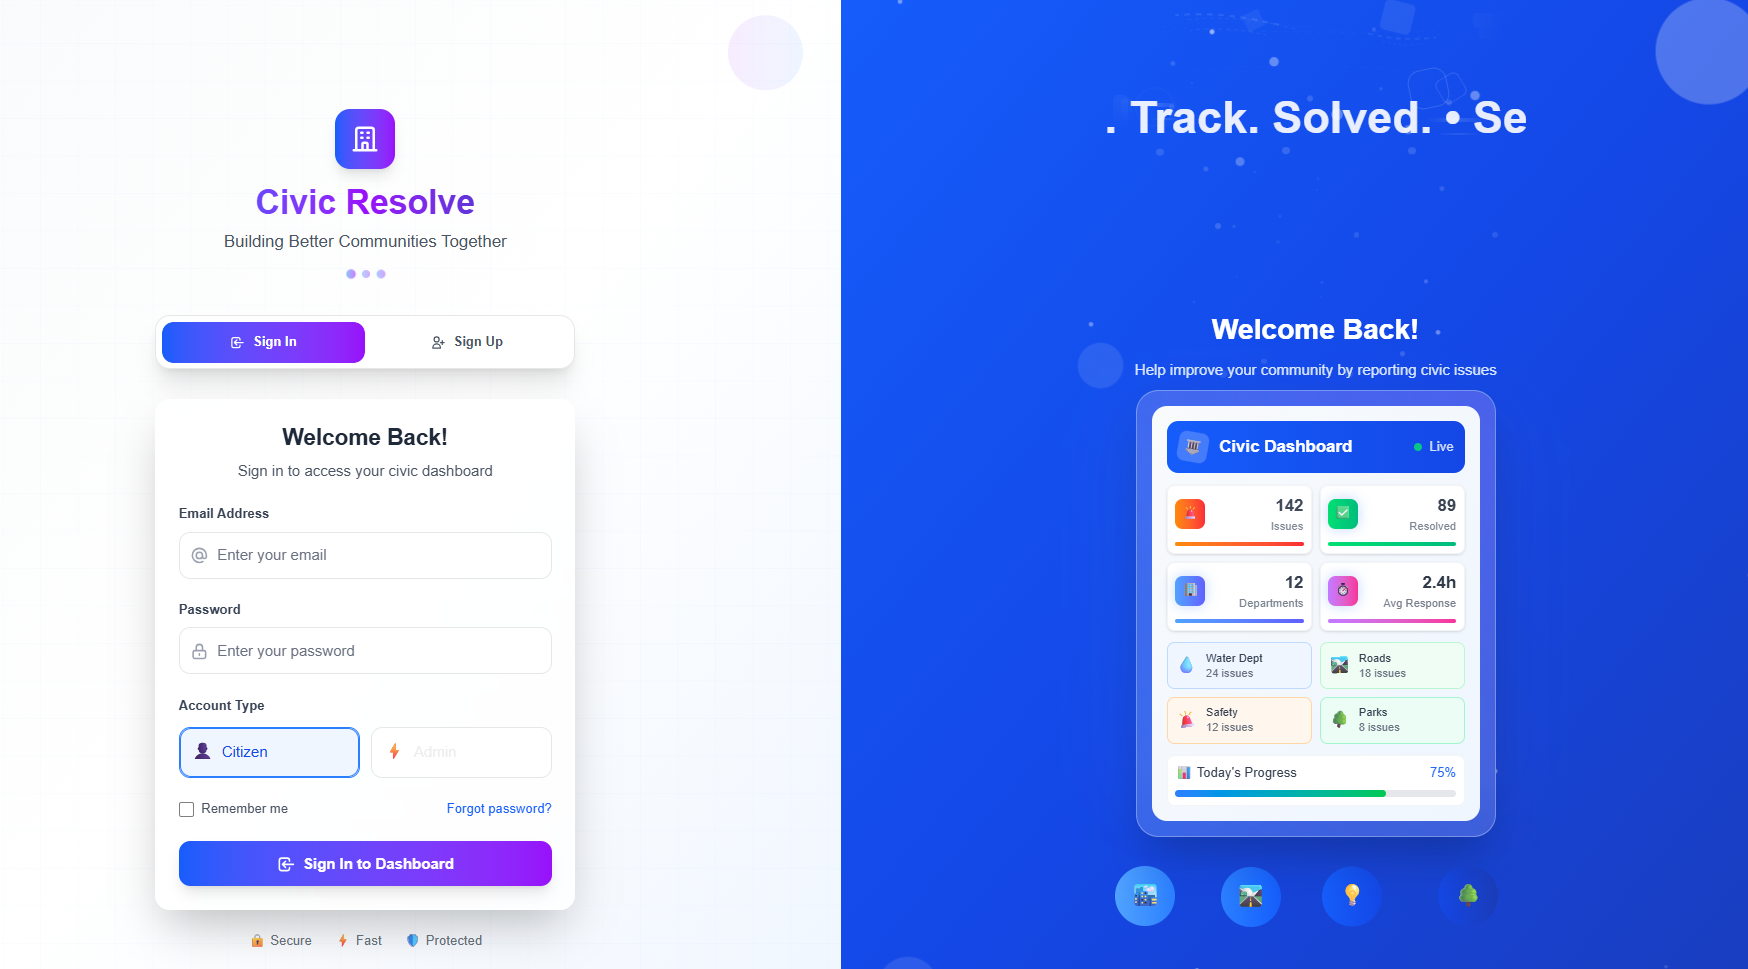 Civic Resolve
Building Better Communities Together
Sign In
Sign Up
Welcome Back!
Sign in to access your civic dashboard
Email Address
Enter your email
Password
Enter your password
Account Type
Citizen
Admin
Remember me
Forgot password?
Sign In to Dashboard
Secure
Fast
Protected
. Track. Solved. • Se
Welcome Back!
Help improve your community by reporting civic issues
Civic Dashboard
Live
142
Issues
89
Resolved
12
Departments
2.4h
Avg Response
Water Dept
24 issues
Roads
18 issues
Safety
12 issues
Parks
8 issues
Today's Progress
75%